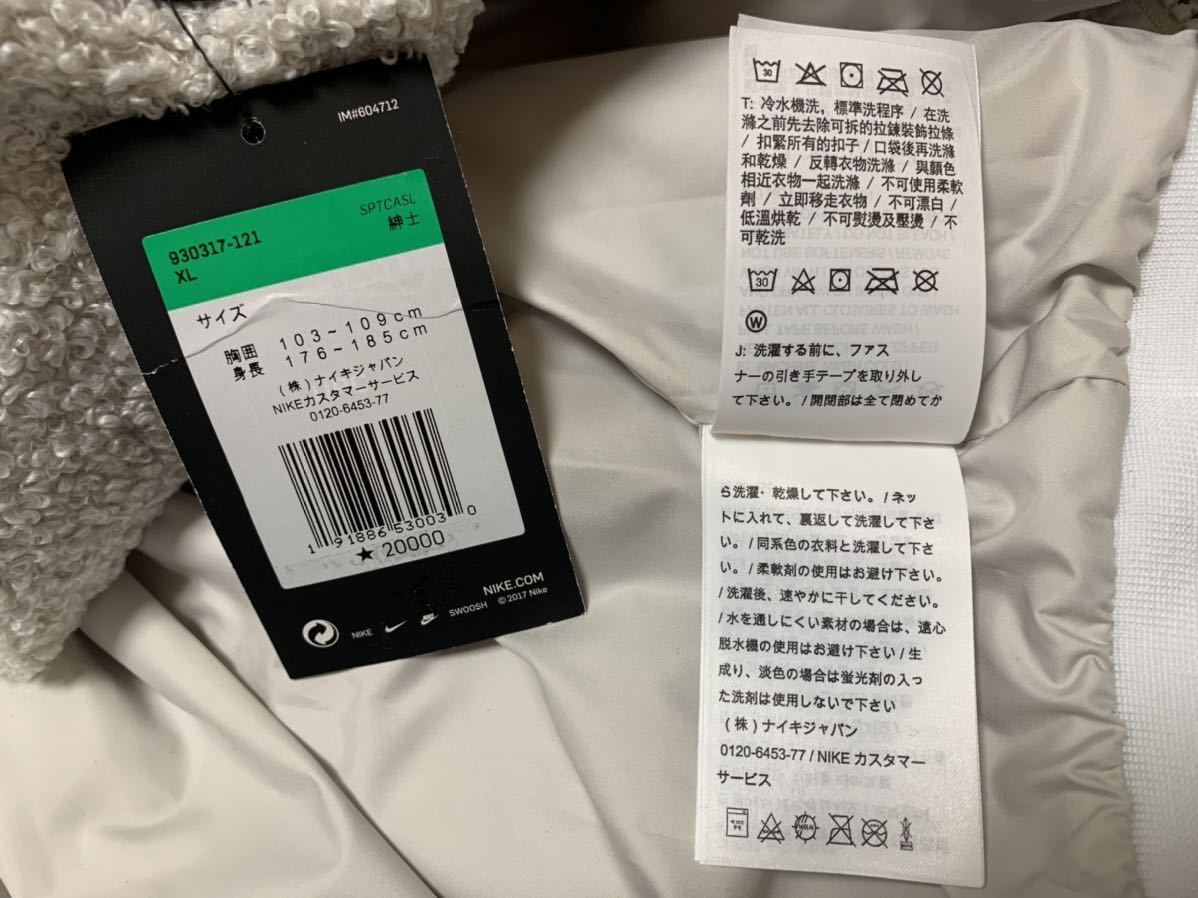 IM#604712
930317-121
SPTCASL
XL
紳士
サイズ
胸囲 103~109cm
身長 176~185cm
(株)ナイキジャパン
NIKEカスタマーサービス
0120-6453-77
1 91886 53003 0
★ 20000
NIKE.COM
NIKE SWOOSH ©2017 Nike
30
T: 冷水機洗，標準洗程序 / 在洗
滌之前先去除可拆的拉鍊裝飾拉條
/ 扣緊所有的扣子/ 口袋後再洗滌
和乾燥 / 反轉衣物洗滌 / 與顏色
相近衣物一起洗滌 / 不可使用柔軟
劑 / 立即移走衣物 / 不可漂白 /
低溫烘乾 / 不可熨燙及壓燙 / 不
可乾洗
30
W
J: 洗濯する前に、ファス
ナーの引き手テープを取り外し
て下さい。/ 開閉部は全て閉めてか
ら洗濯・乾燥して下さい。/ ネッ
トに入れて、裏返して洗濯して下さ
い。/ 同系色の衣料と洗濯して下さ
い。/ 柔軟剤の使用はお避け下さい。
/ 洗濯後、速やかに干してください。
/ 水を通しにくい素材の場合は、遠心
脱水機の使用はお避け下さい / 生
成り、淡色の場合は蛍光剤の入っ
た洗剤は使用しないで下さい
(株)ナイキジャパン
0120-6453-77 / NIKE カスタマー
サービス